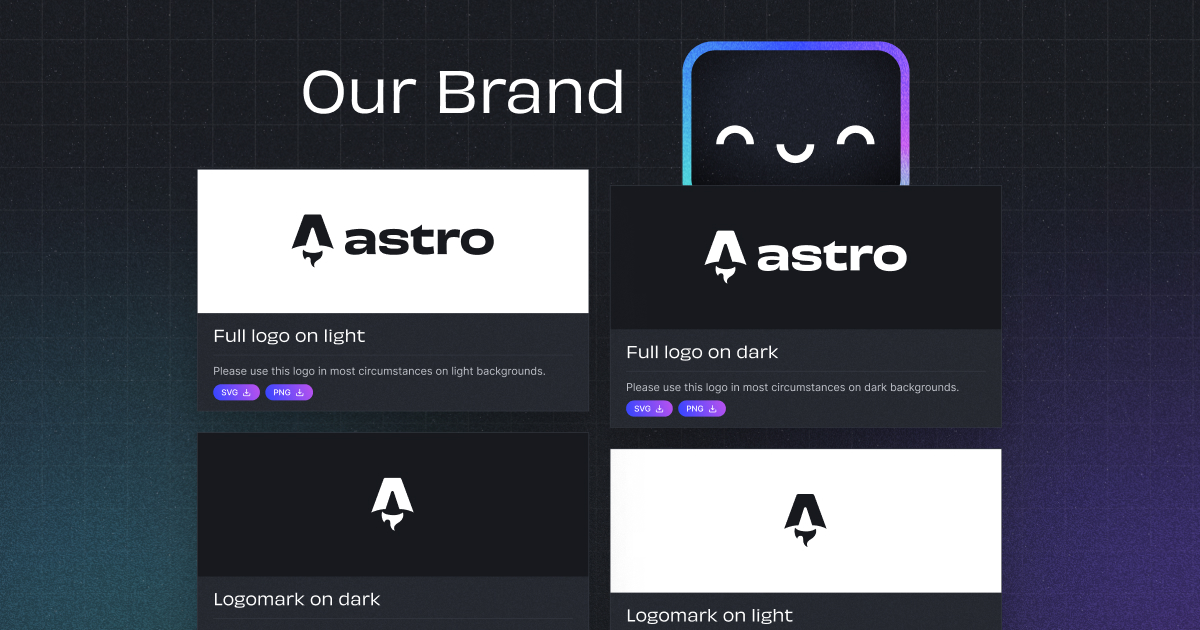 Our Brand
astro
Full logo on light
Please use this logo in most circumstances on light backgrounds.
SVG
PNG
astro
Full logo on dark
Please use this logo in most circumstances on dark backgrounds.
SVG
PNG
Logomark on dark
Logomark on light